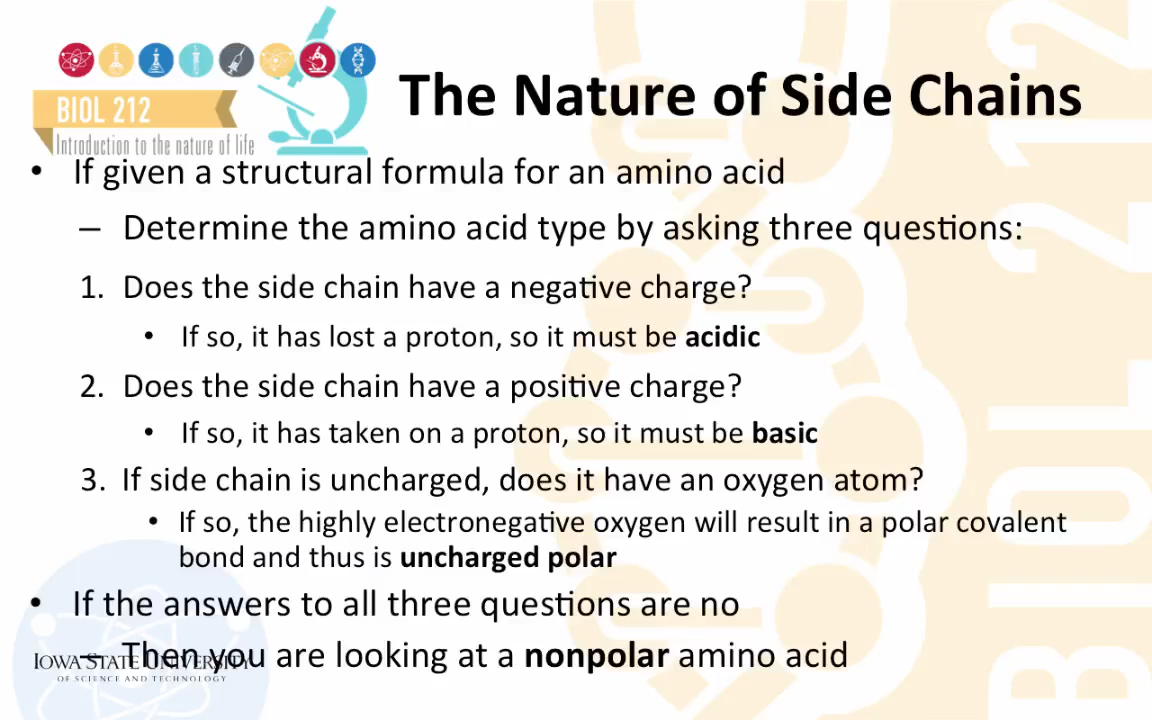 BIOL 212
Introduction to the nature of life
The Nature of Side Chains
• If given a structural formula for an amino acid
– Determine the amino acid type by asking three questions:
1. Does the side chain have a negative charge?
• If so, it has lost a proton, so it must be acidic
2. Does the side chain have a positive charge?
• If so, it has taken on a proton, so it must be basic
3. If side chain is uncharged, does it have an oxygen atom?
• If so, the highly electronegative oxygen will result in a polar covalent
bond and thus is uncharged polar
• If the answers to all three questions are no
– Then you are looking at a nonpolar amino acid
IOWA STATE UNIVERSITY
OF SCIENCE AND TECHNOLOGY
BIOL 212